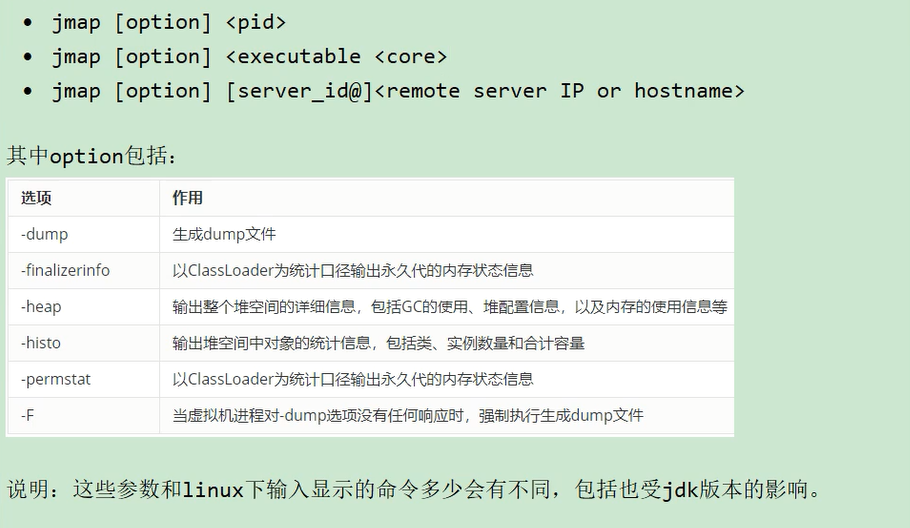 • jmap [option] <pid>
• jmap [option] <executable <core>
• jmap [option] [server_id@]<remote server IP or hostname>
其中option包括：
选项 作用
-dump 生成dump文件
-finalizerinfo 以ClassLoader为统计口径输出永久代的内存状态信息
-heap 输出整个堆空间的详细信息，包括GC的使用、堆配置信息，以及内存的使用信息等
-histo 输出堆空间中对象的统计信息，包括类、实例数量和合计容量
-permstat 以ClassLoader为统计口径输出永久代的内存状态信息
-F 当虚拟机进程对-dump选项没有任何响应时，强制执行生成dump文件
说明：这些参数和linux下输入显示的命令多少会有不同，包括也受jdk版本的影响。